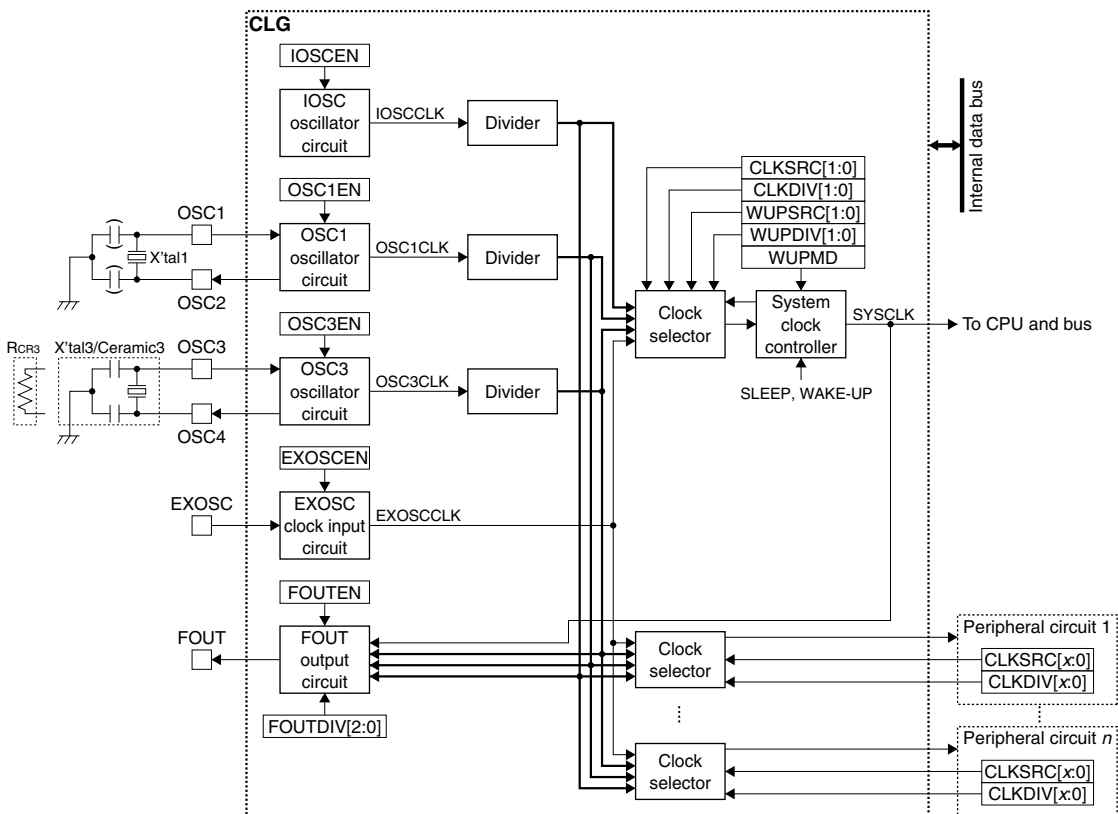 CLG
IOSCEN
IOSC
oscillator
circuit
IOSCCLK
Divider
Internal data bus
CLKSRC[1:0]
CLKDIV[1:0]
WUPSRC[1:0]
WUPDIV[1:0]
WUPMD
OSC1EN
OSC1
X'tal1
OSC2
OSC1
oscillator
circuit
OSC1CLK
Divider
Clock
selector
System
clock
controller
SYSCLK
To CPU and bus
SLEEP, WAKE-UP
OSC3EN
RCR3
X'tal3/Ceramic3
OSC3
OSC4
OSC3
oscillator
circuit
OSC3CLK
Divider
EXOSCEN
EXOSC
EXOSC
clock input
circuit
EXOSCCLK
FOUTEN
FOUT
FOUT
output
circuit
FOUTDIV[2:0]
Clock
selector
Peripheral circuit 1
CLKSRC[x:0]
CLKDIV[x:0]
Clock
selector
Peripheral circuit n
CLKSRC[x:0]
CLKDIV[x:0]